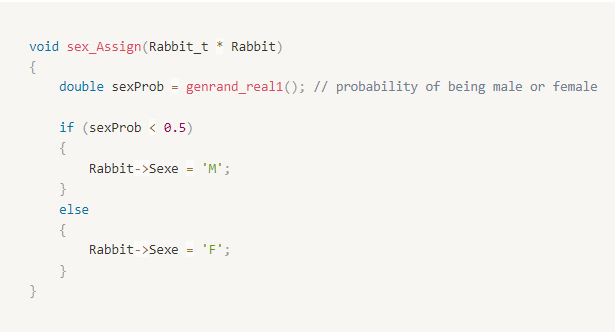 void sex_Assign(Rabbit_t * Rabbit)
{
    double sexProb = genrand_real1(); // probability of being male or female
    if (sexProb < 0.5)
    {
        Rabbit->Sexe = 'M';
    }
    else
    {
        Rabbit->Sexe = 'F';
    }
}